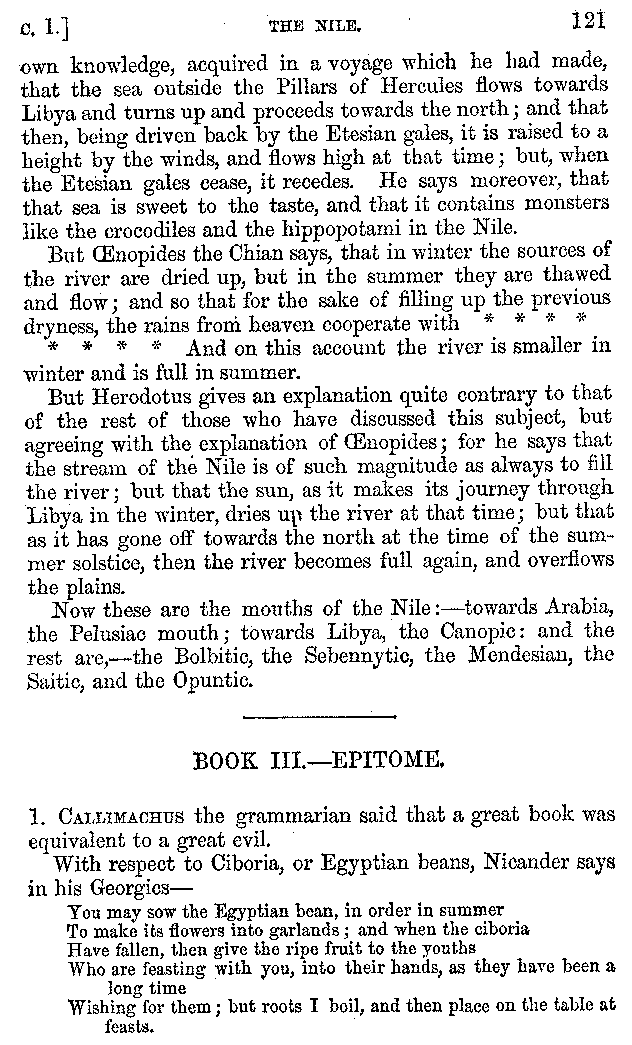 c. 1.] THE NILE. 121
own knowledge, acquired in a voyage which he had made,
that the sea outside the Pillars of Hercules flows towards
Libya and turns up and proceeds towards the north; and that
then, being driven back by the Etesian gales, it is raised to a
height by the winds, and flows high at that time; but, when
the Etesian gales cease, it recedes. He says moreover, that
that sea is sweet to the taste, and that it contains monsters
like the crocodiles and the hippopotami in the Nile.
But Œnopides the Chian says, that in winter the sources of
the river are dried up, but in the summer they are thawed
and flow; and so that for the sake of filling up the previous
dryness, the rains from heaven cooperate with * * * *
* * * * And on this account the river is smaller in
winter and is full in summer.
But Herodotus gives an explanation quite contrary to that
of the rest of those who have discussed this subject, but
agreeing with the explanation of Œnopides; for he says that
the stream of the Nile is of such magnitude as always to fill
the river; but that the sun, as it makes its journey through
Libya in the winter, dries up the river at that time; but that
as it has gone off towards the north at the time of the sum-
mer solstice, then the river becomes full again, and overflows
the plains.
Now these are the mouths of the Nile:—towards Arabia,
the Pelusiac mouth; towards Libya, the Canopic: and the
rest are,—the Bolbitic, the Sebennytic, the Mendesian, the
Saitic, and the Opuntic.
BOOK III.—EPITOME.
1. CALLIMACHUS the grammarian said that a great book was
equivalent to a great evil.
With respect to Ciboria, or Egyptian beans, Nicander says
in his Georgics—
You may sow the Egyptian bean, in order in summer
To make its flowers into garlands; and when the ciboria
Have fallen, then give the ripe fruit to the youths
Who are feasting with you, into their hands, as they have been a
long time
Wishing for them; but roots I boil, and then place on the table at
feasts.